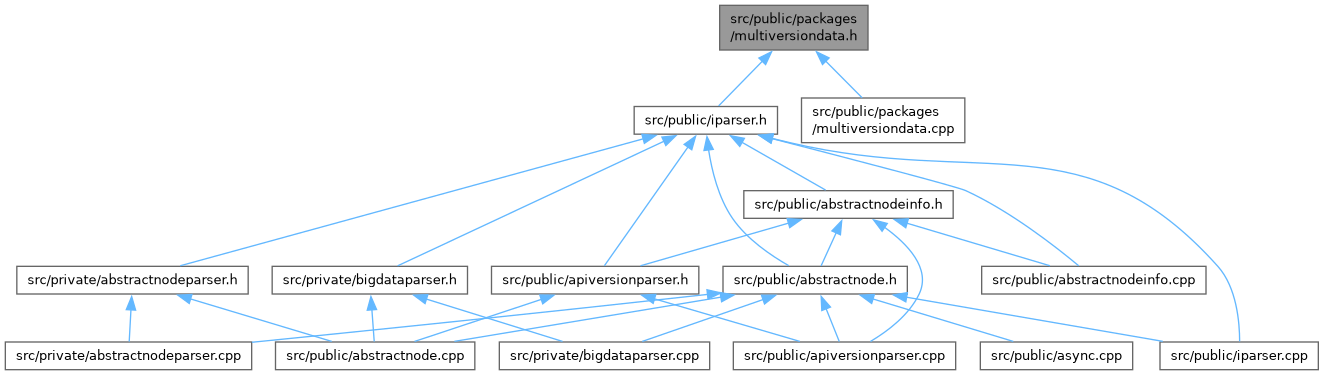 src/public/packages
/multiversiondata.h
src/public/iparser.h
src/public/packages
/multiversiondata.cpp
src/public/abstractnodeinfo.h
src/private/abstractnodeparser.h
src/private/bigdataparser.h
src/public/apiversionparser.h
src/public/abstractnode.h
src/public/abstractnodeinfo.cpp
src/private/abstractnodeparser.cpp
src/public/abstractnode.cpp
src/private/bigdataparser.cpp
src/public/apiversionparser.cpp
src/public/async.cpp
src/public/iparser.cpp